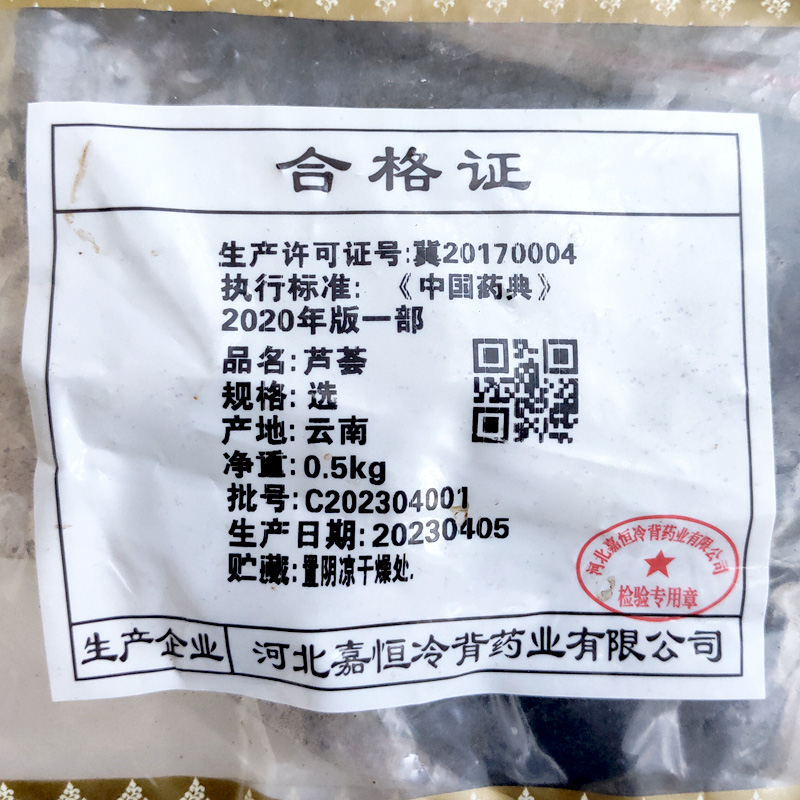 合格证
生产许可证号:冀20170004
执行标准: 《中国药典》
2020年版一部
品名:芦荟
规格:选
产地:云南
净重:0.5kg
批号:C202304001
生产日期:20230405
贮藏:置阴凉干燥处.
河北嘉恒冷背药业有限公司
检验专用章
生产企业 河北嘉恒冷背药业有限公司